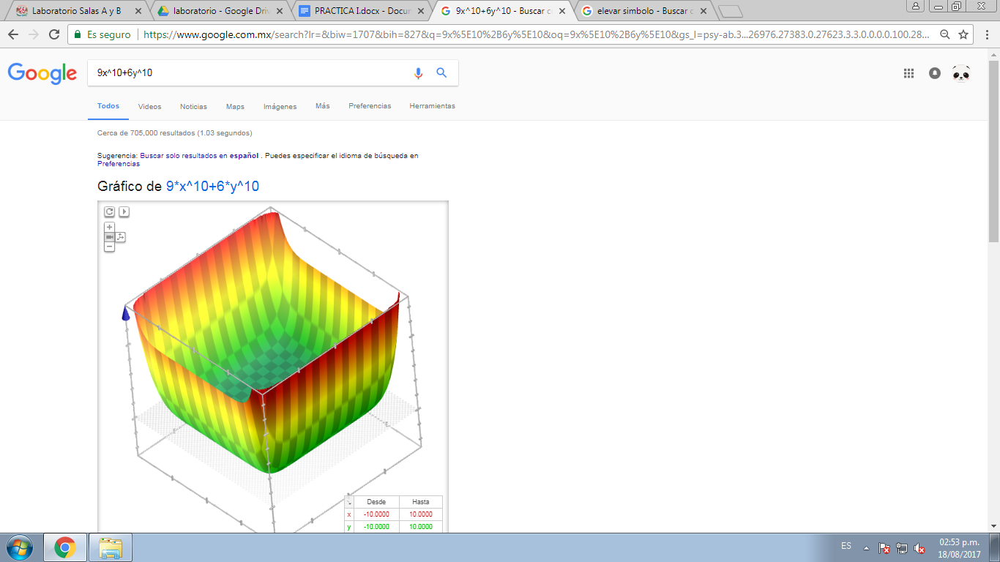 Laboratorio Salas A y B
laboratorio - Google Driv
PRACTICA I.docx - Docum
9x^10+6y^10 - Buscar co
elevar simbolo - Buscar c
Es seguro
https://www.google.com.mx/search?lr=&biw=1707&bih=827&q=9x%5E10%2B6y%5E10&oq=9x%5E10%2B6y%5E10&gs_l=psy-ab.3...26976.27383.0.27623.3.3.0.0.0.0.100.28...
Google
9x^10+6y^10
Todos Videos Noticias Maps Imágenes Más Preferencias Herramientas
Cerca de 705,000 resultados (1.03 segundos)
Sugerencia: Buscar solo resultados en español . Puedes especificar el idioma de búsqueda en
Preferencias
Gráfico de 9*x^10+6*y^10
Desde Hasta
x -10.0000 10.0000
y -10.0000 10.0000
ES
02:53 p.m.
18/08/2017